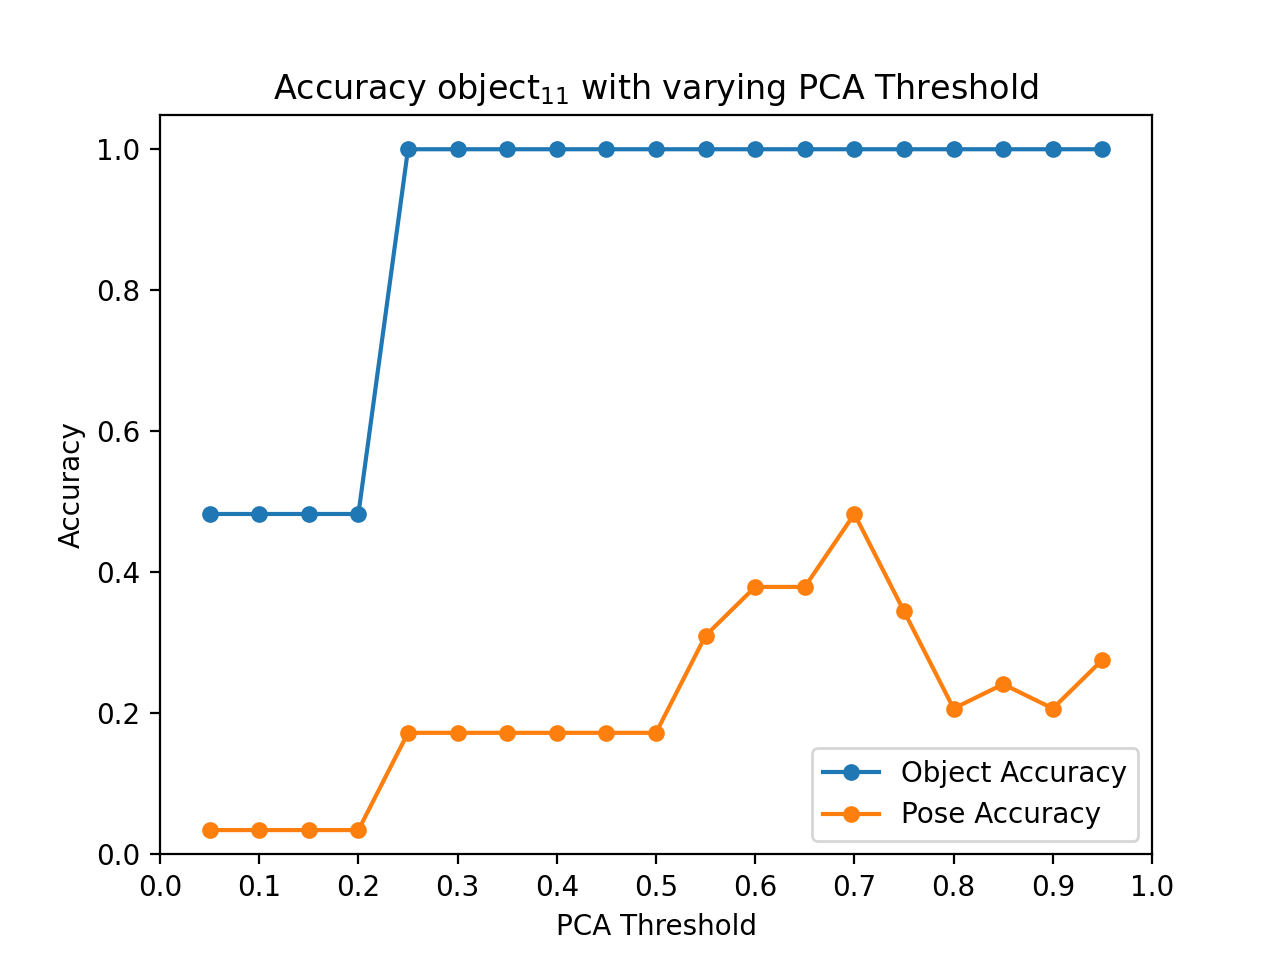 Accuracy object₁₁ with varying PCA Threshold
1.0
0.8
0.6
0.4
0.2
0.0
Accuracy
0.0 0.1 0.2 0.3 0.4 0.5 0.6 0.7 0.8 0.9 1.0
PCA Threshold
Object Accuracy
Pose Accuracy